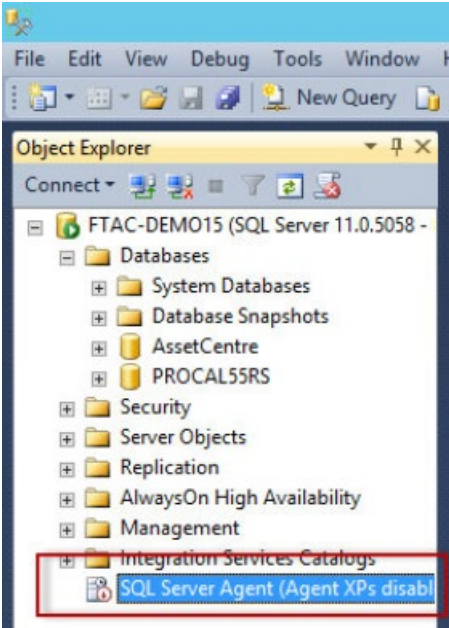 File Edit View Debug Tools Window
New Query
Object Explorer
Connect
FTAC-DEMO15 (SQL Server 11.0.5058 -
Databases
System Databases
Database Snapshots
AssetCentre
PROCAL55RS
Security
Server Objects
Replication
AlwaysOn High Availability
Management
Integration Services Catalogs
SQL Server Agent (Agent XPs disabl